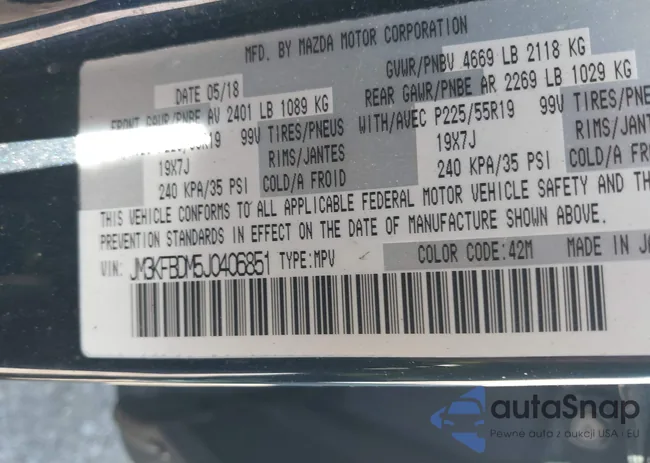 MFD. BY MAZDA MOTOR CORPORATION
DATE 05/18 GVWR/PNBV 4669 LB 2118 KG
FRONT GAWR/PNBE AV 2401 LB 1089 KG REAR GAWR/PNBE AR 2269 LB 1029 KG
99V TIRES/PNEUS WITH/AVEC P225/55R19 99V TIRES/PNEUS
19X7J RIMS/JANTES 19X7J RIMS/JANTES
240 KPA/35 PSI COLD/A FROID 240 KPA/35 PSI COLD/A FROID
THIS VEHICLE CONFORMS TO ALL APPLICABLE FEDERAL MOTOR VEHICLE SAFETY AND
PREVENTION STANDARDS IN EFFECT ON THE DATE OF MANUFACTURE SHOWN ABOVE.
VIN: JM3KFBDM5J0406851 TYPE:MPV COLOR CODE:42M MADE IN
autaSnap
Pewne auta z aukcji USA i EU